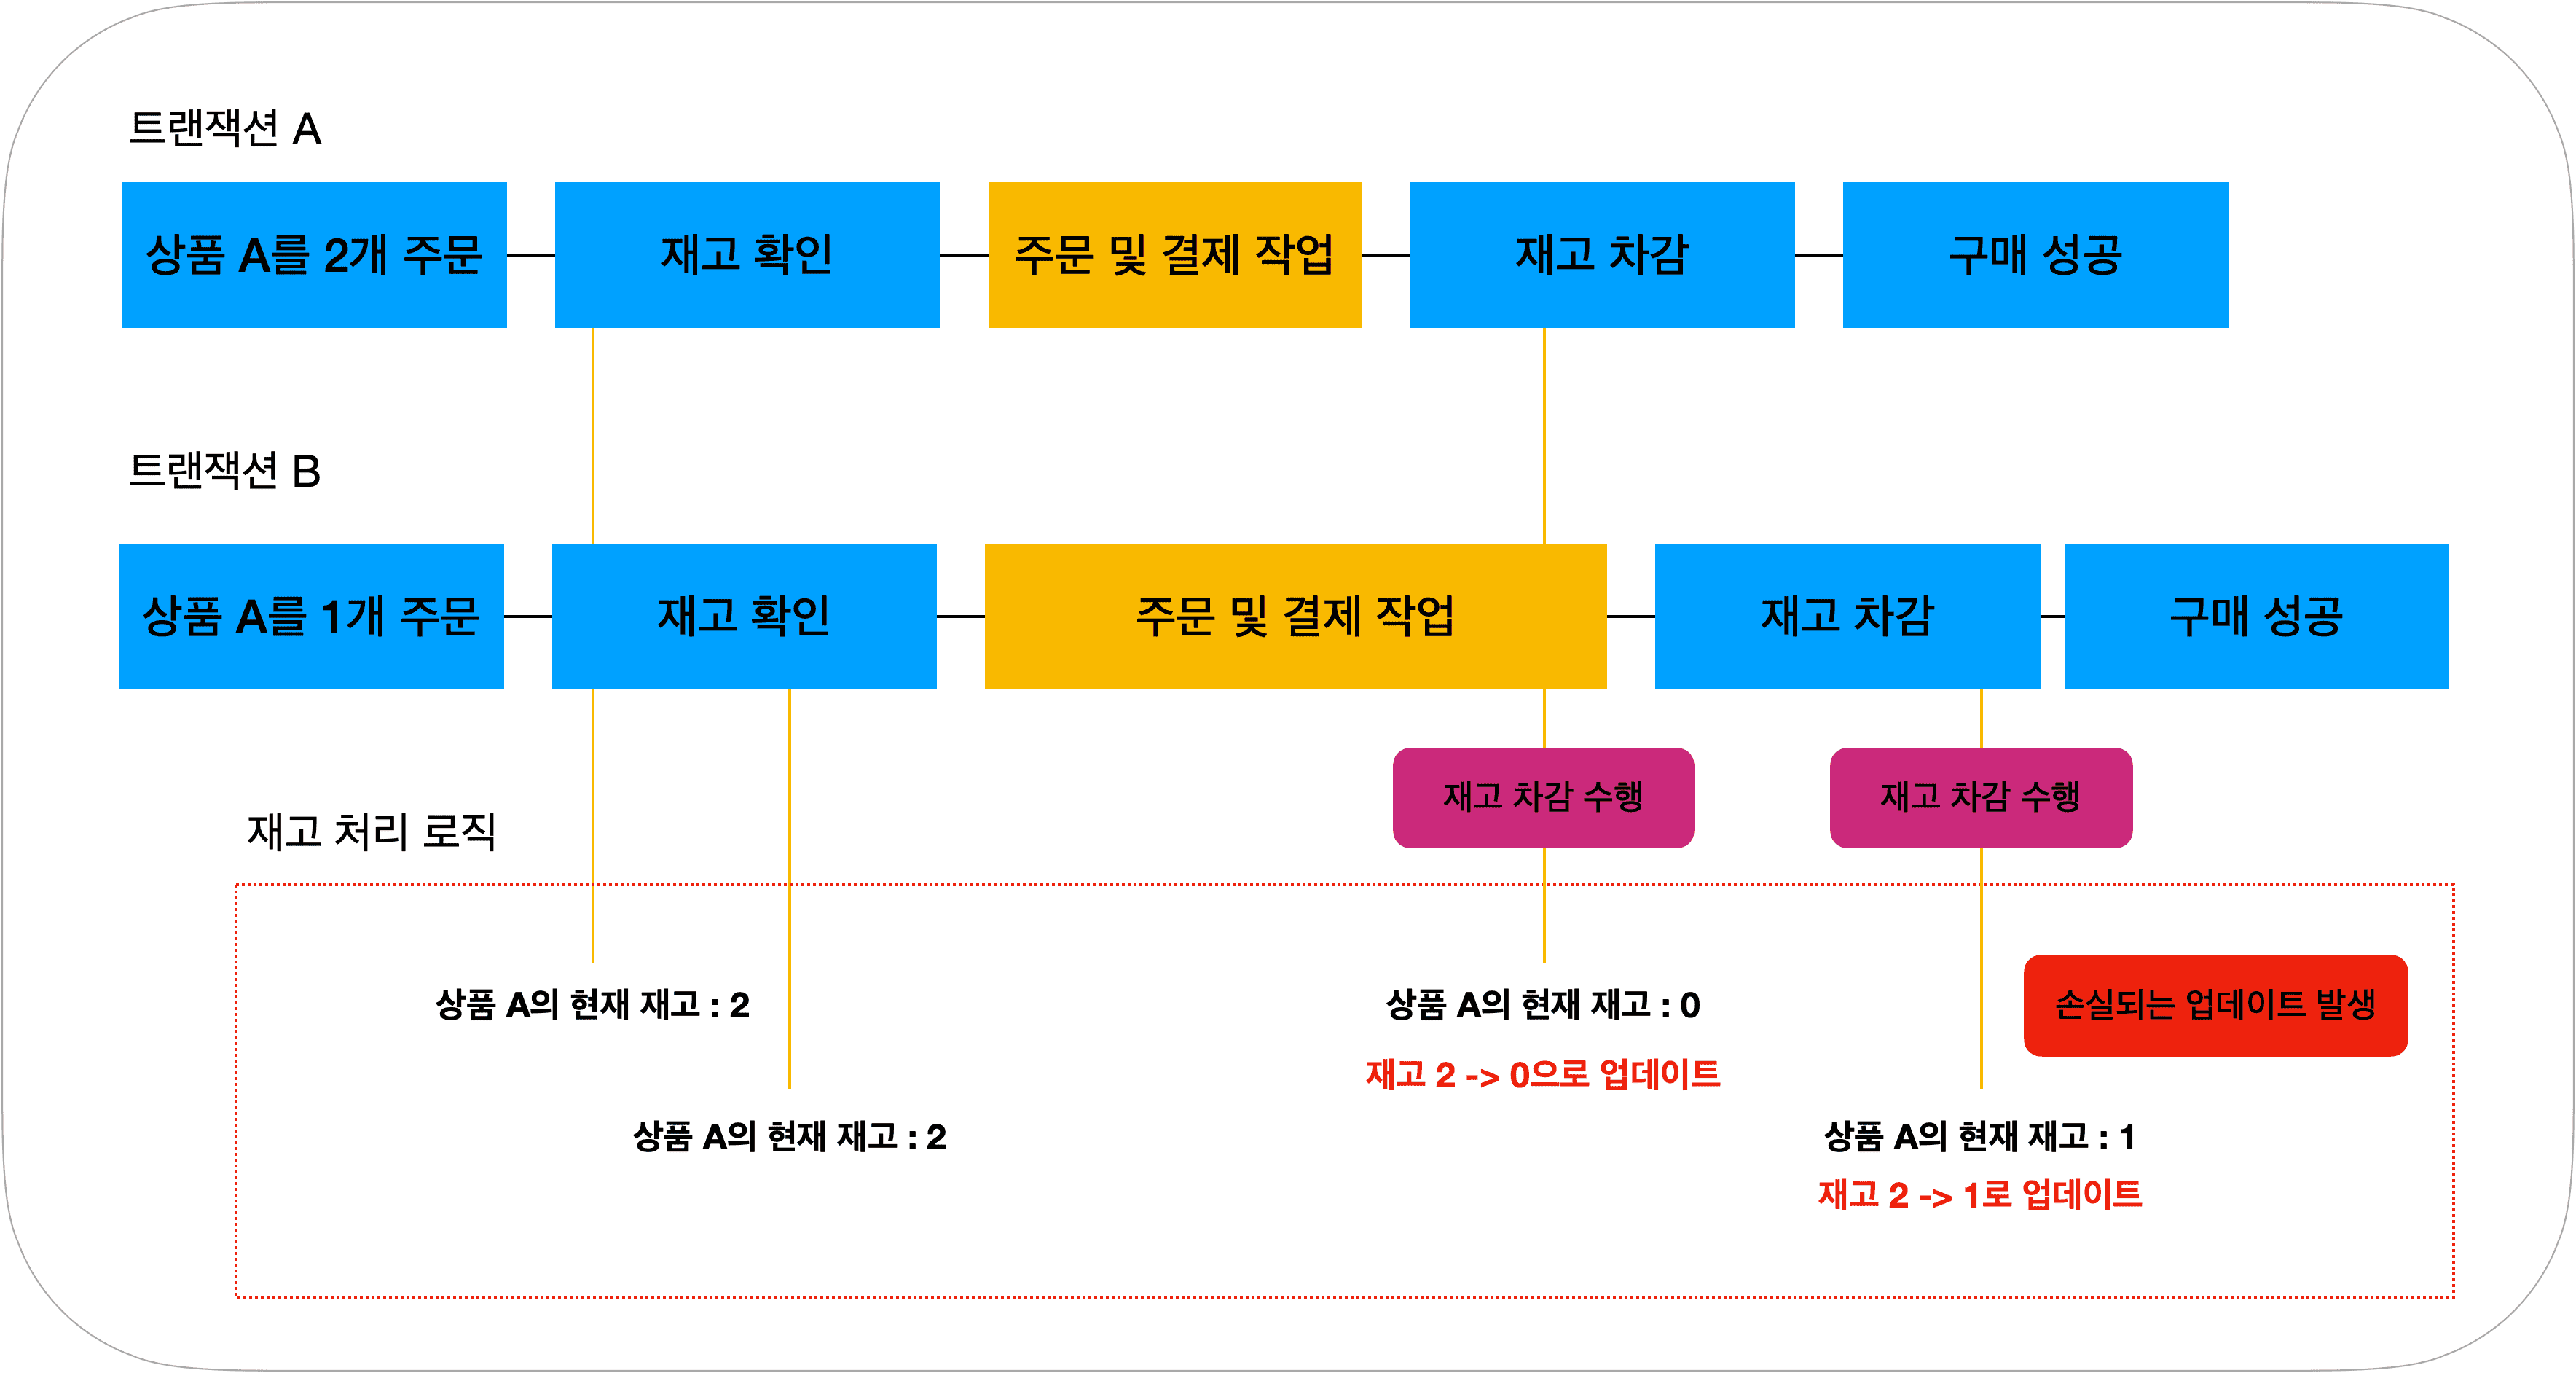 트랜잭션 A
상품 A를 2개 주문
재고 확인
주문 및 결제 작업
재고 차감
구매 성공
트랜잭션 B
상품 A를 1개 주문
재고 확인
주문 및 결제 작업
재고 차감
구매 성공
재고 차감 수행
재고 차감 수행
재고 처리 로직
상품 A의 현재 재고 : 2
상품 A의 현재 재고 : 0
손실되는 업데이트 발생
재고 2 -> 0으로 업데이트
상품 A의 현재 재고 : 2
상품 A의 현재 재고 : 1
재고 2 -> 1로 업데이트